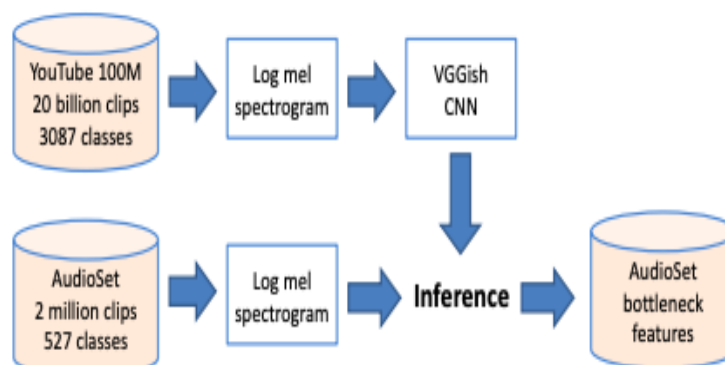 YouTube 100M
20 billion clips
3087 classes
Log mel
spectrogram
VGGish
CNN
AudioSet
2 million clips
527 classes
Log mel
spectrogram
Inference
AudioSet
bottleneck
features